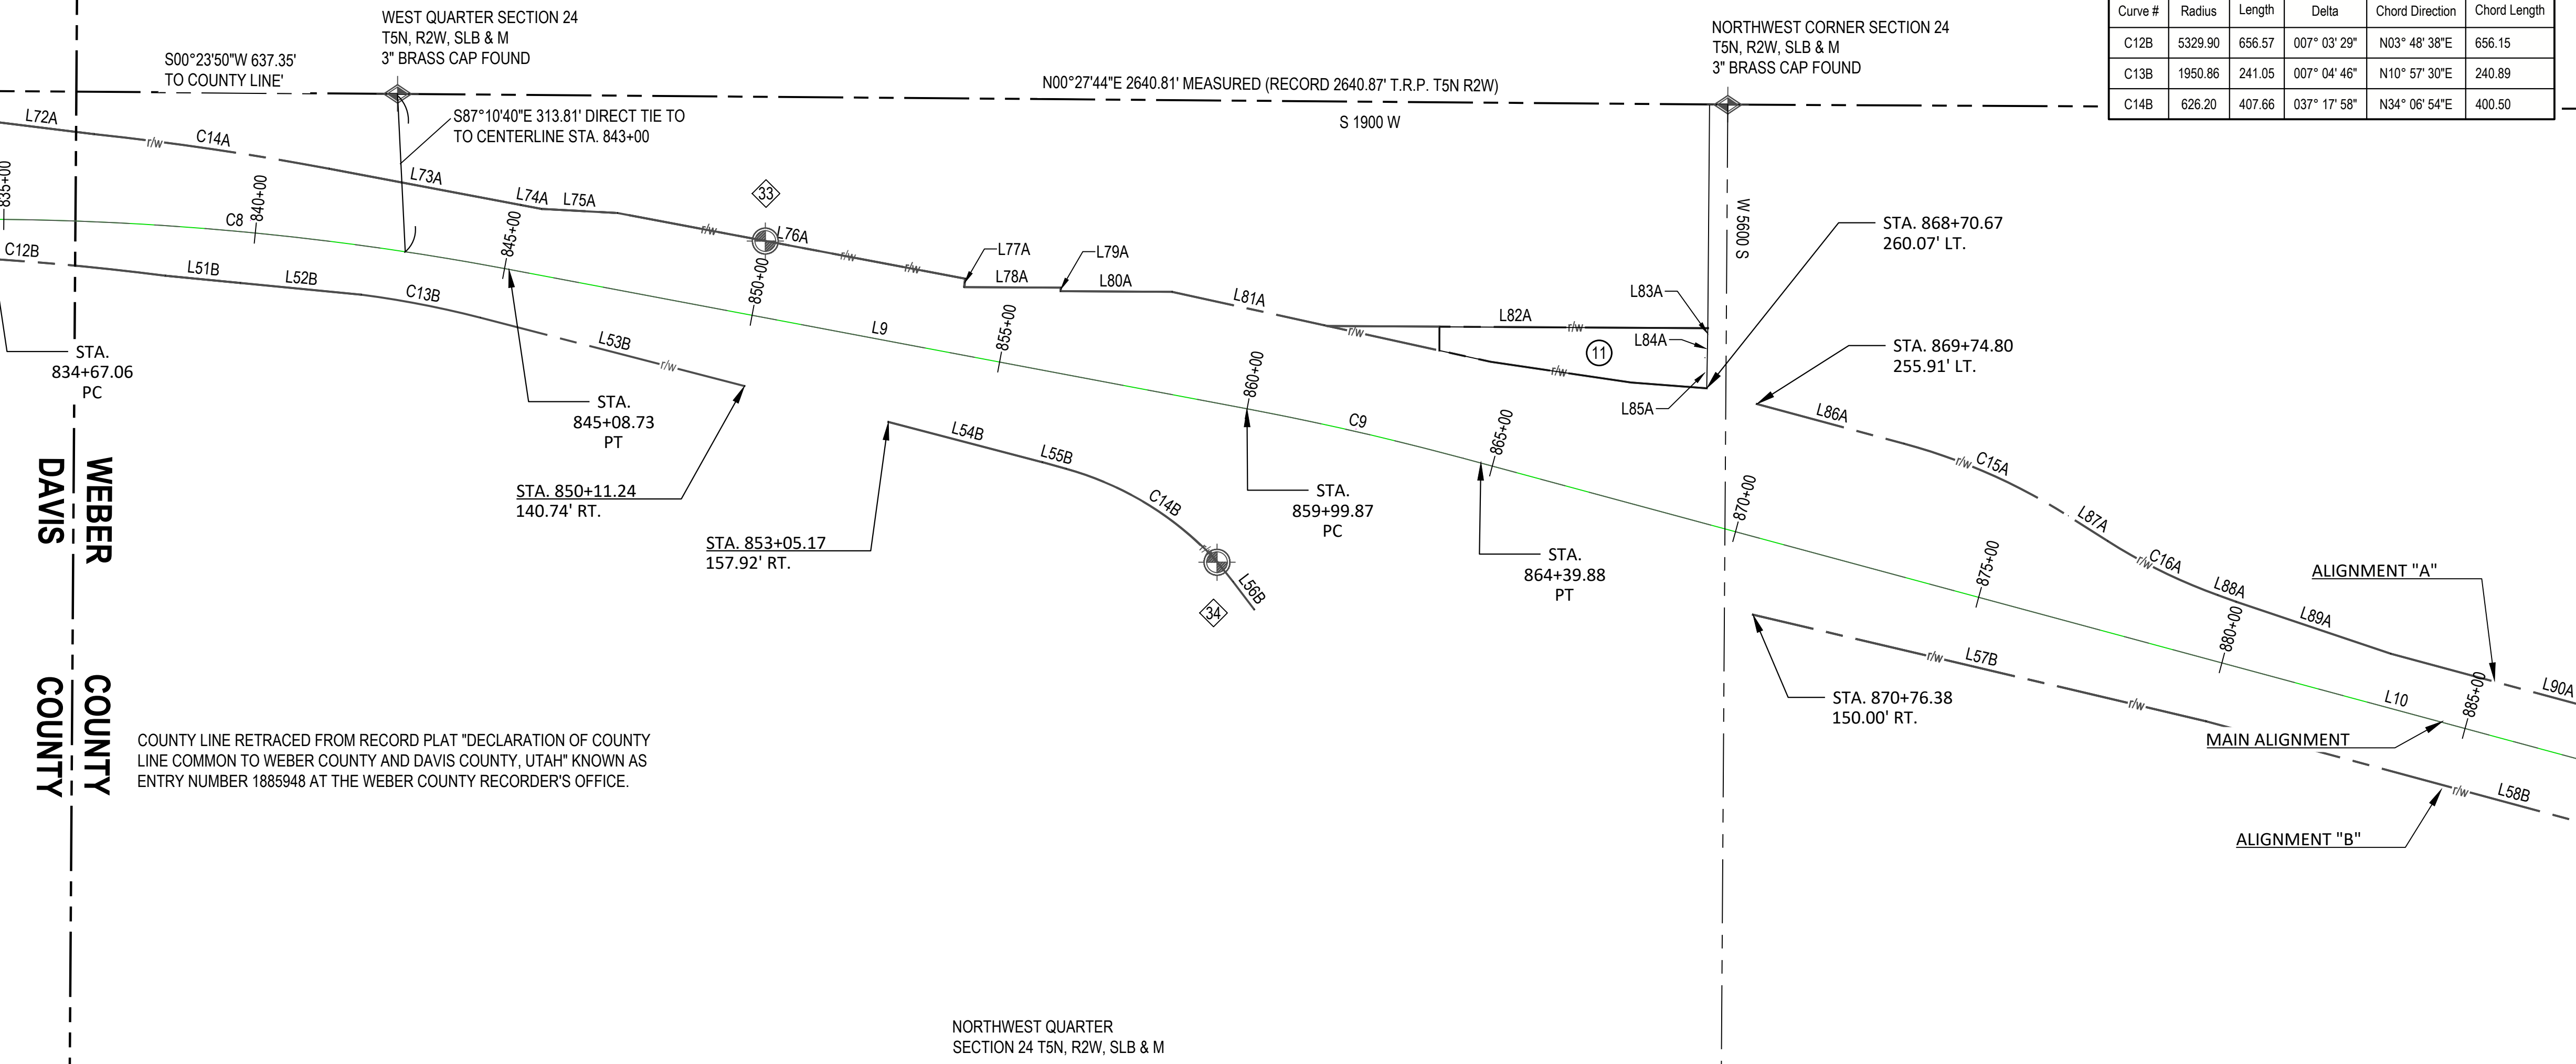 WEST QUARTER SECTION 24
T5N, R2W, SLB & M
3" BRASS CAP FOUND
S00°23'50"W 637.35'
TO COUNTY LINE'
S87°10'40"E 313.81' DIRECT TIE TO
TO CENTERLINE STA. 843+00
N00°27'44"E 2640.81' MEASURED (RECORD 2640.87' T.R.P. T5N R2W)
S 1900 W
NORTHWEST CORNER SECTION 24
T5N, R2W, SLB & M
3" BRASS CAP FOUND
Curve # Radius Length Delta Chord Direction Chord Length
C12B 5329.90 656.57 007° 03' 29" N03° 48' 38"E 656.15
C13B 1950.86 241.05 007° 04' 46" N10° 57' 30"E 240.89
C14B 626.20 407.66 037° 17' 58" N34° 06' 54"E 400.50
L72A
r/w
C14A
L73A
L74A
L75A
33
r/w
L76A
r/w
r/w
L77A
L78A
L79A
L80A
L81A
r/w
L82A
r/w
L83A
L84A
L85A
11
r/w
W 5600 S
STA. 868+70.67
260.07' LT.
STA. 869+74.80
255.91' LT.
L86A
r/w
C15A
L87A
r/w
C16A
L88A
L89A
ALIGNMENT "A"
L90A
835+00
C8
840+00
845+00
850+00
L9
855+00
860+00
C9
865+00
870+00
875+00
880+00
L10
885+00
C12B
L51B
L52B
C13B
L53B
r/w
STA.
834+67.06
PC
STA.
845+08.73
PT
STA. 850+11.24
140.74' RT.
STA. 853+05.17
157.92' RT.
L54B
L55B
C14B
r/w
L56B
34
STA.
859+99.87
PC
STA.
864+39.88
PT
STA. 870+76.38
150.00' RT.
r/w
L57B
r/w
MAIN ALIGNMENT
r/w
L58B
ALIGNMENT "B"
WEBER COUNTY
DAVIS COUNTY
COUNTY LINE RETRACED FROM RECORD PLAT "DECLARATION OF COUNTY
LINE COMMON TO WEBER COUNTY AND DAVIS COUNTY, UTAH" KNOWN AS
ENTRY NUMBER 1885948 AT THE WEBER COUNTY RECORDER'S OFFICE.
NORTHWEST QUARTER
SECTION 24 T5N, R2W, SLB & M